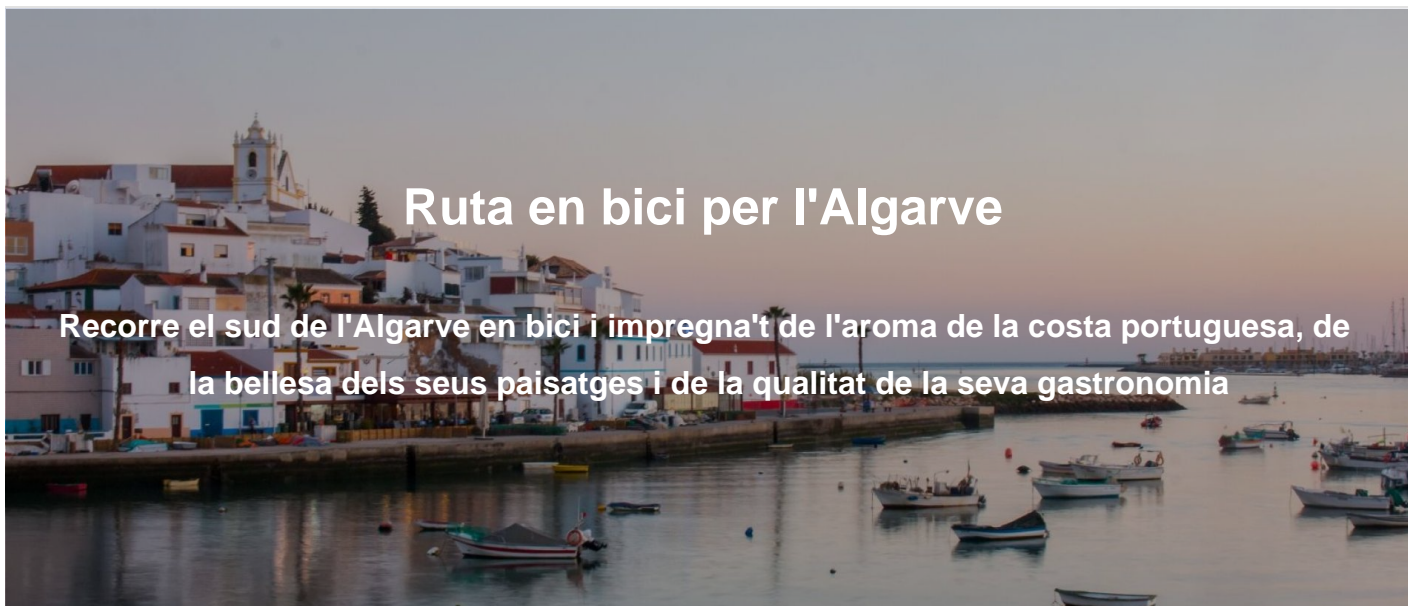 Ruta en bici per l'Algarve
Recorre el sud de l'Algarve en bici i impregna't de l'aroma de la costa portuguesa, de
la bellesa dels seus paisatges i de la qualitat de la seva gastronomia